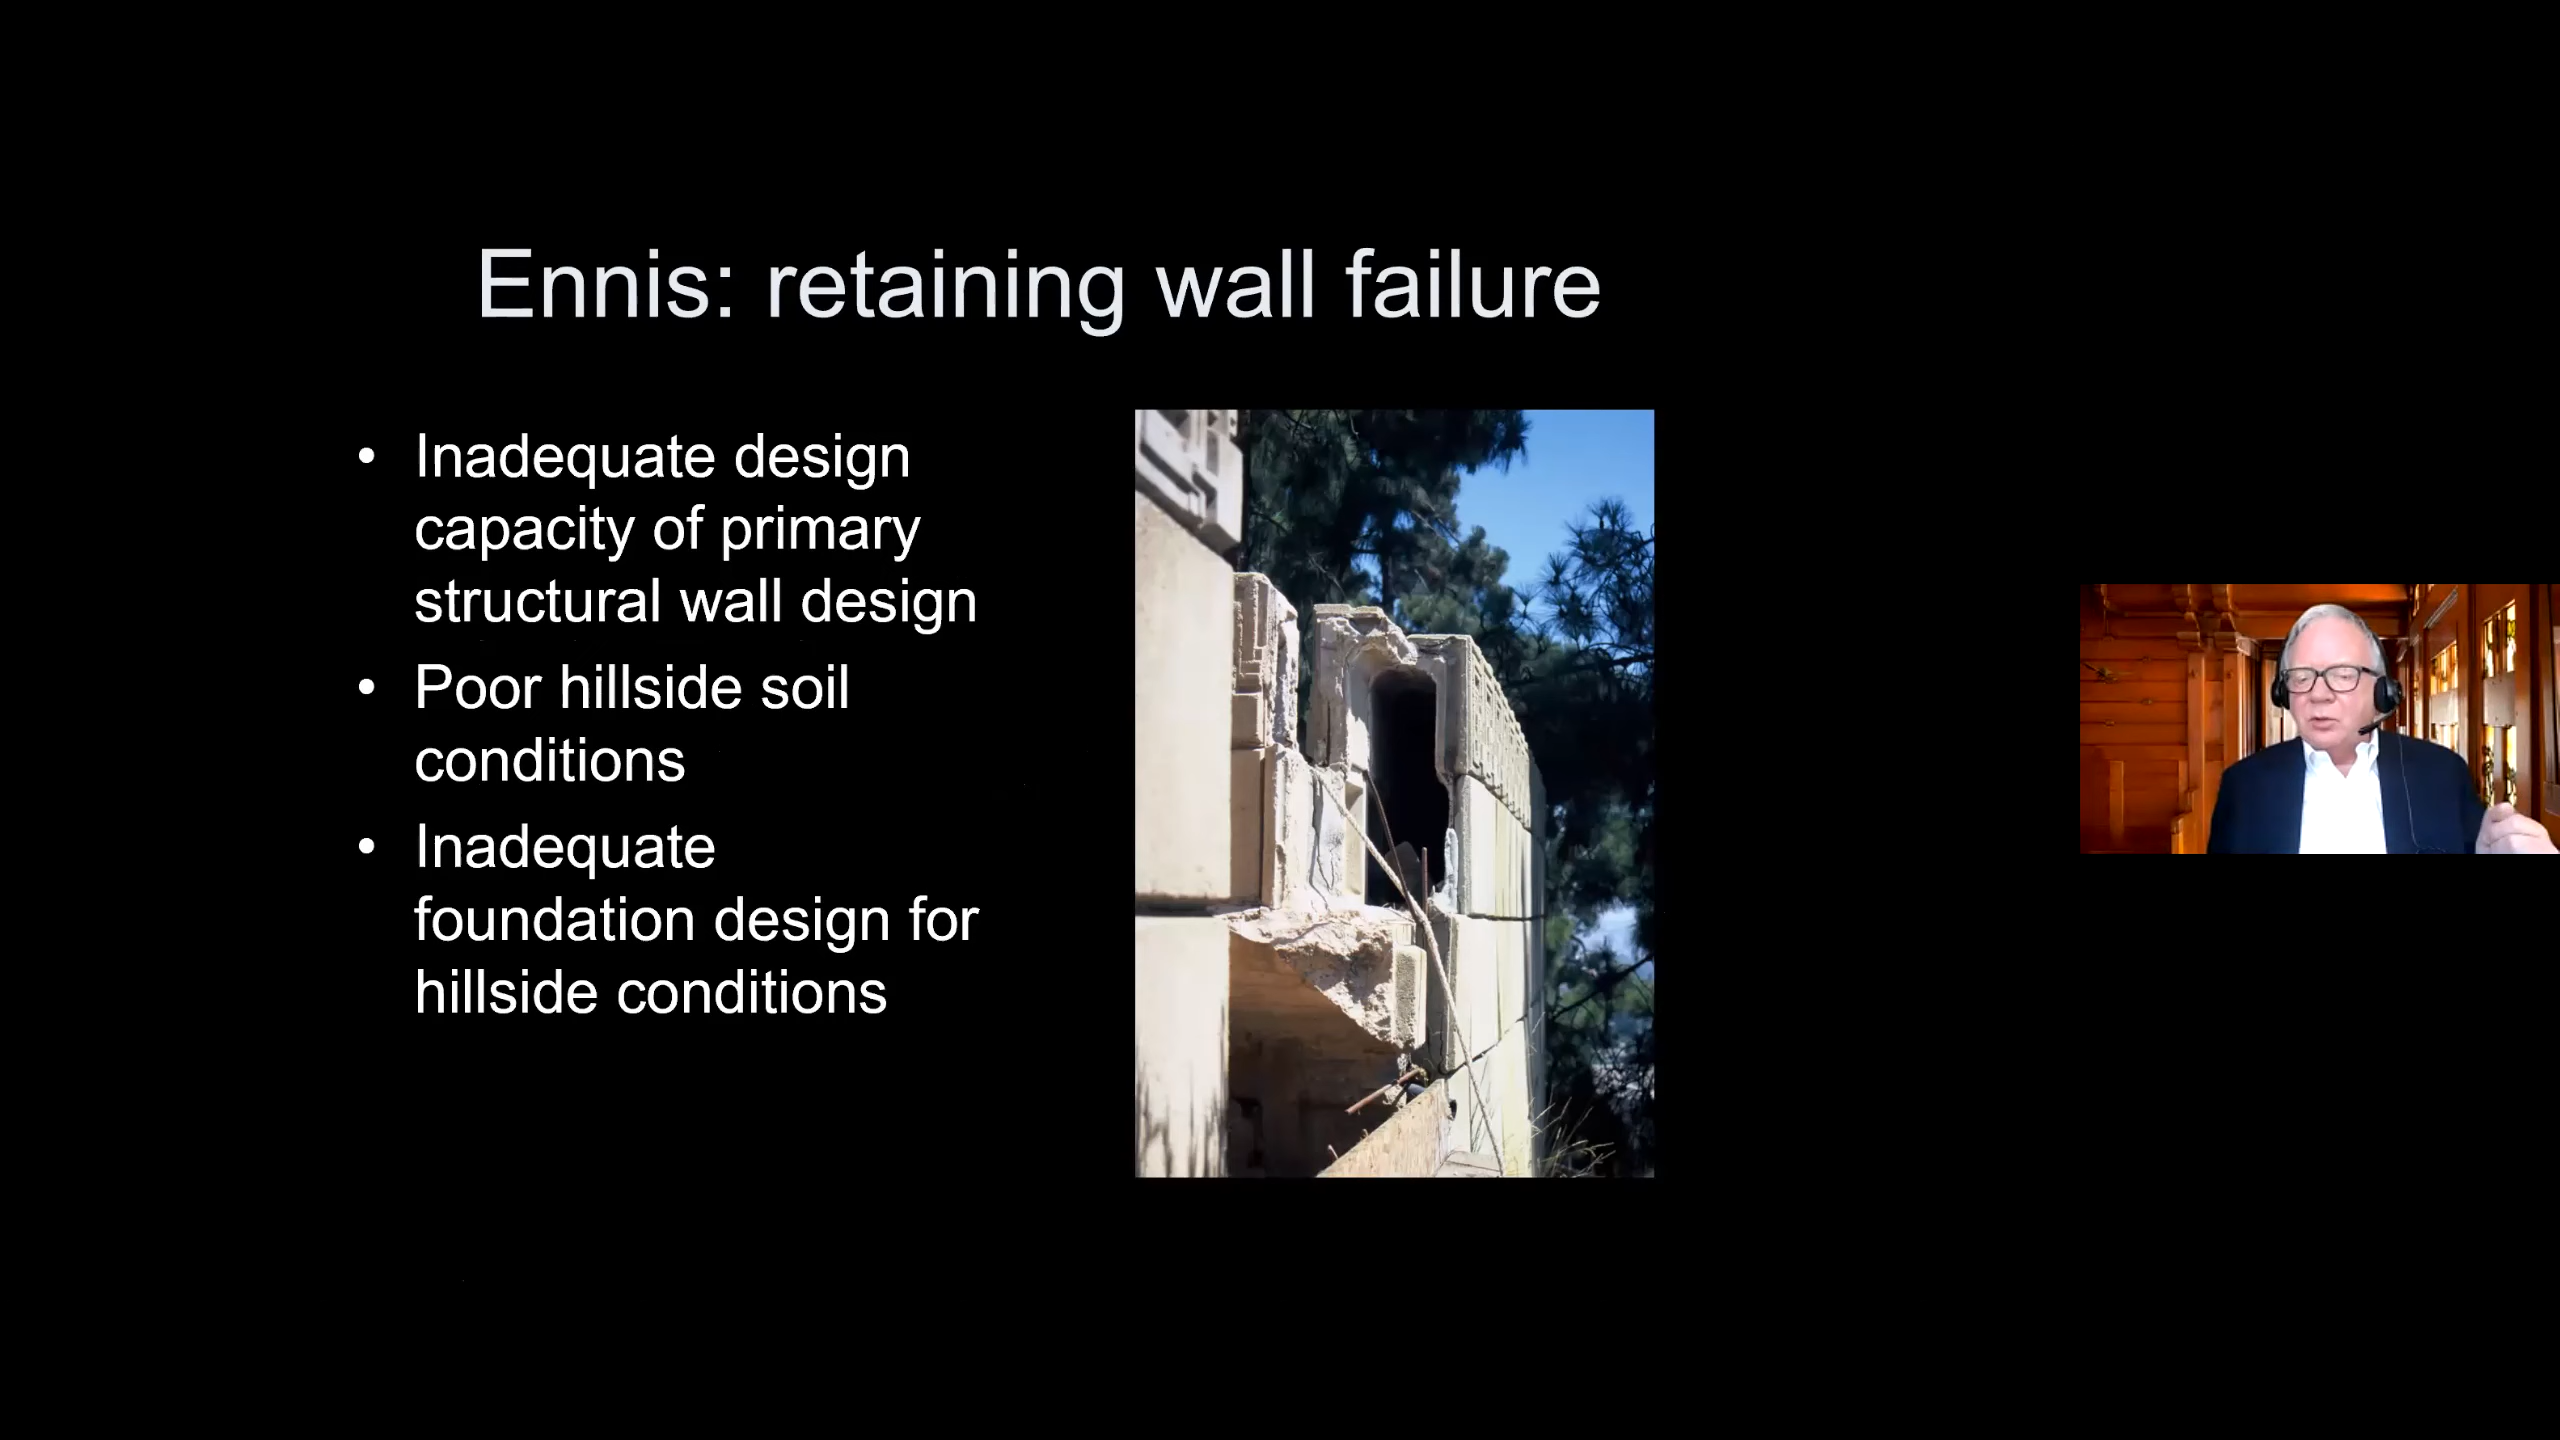 Ennis: retaining wall failure
• Inadequate design
capacity of primary
structural wall design
• Poor hillside soil
conditions
• Inadequate
foundation design for
hillside conditions